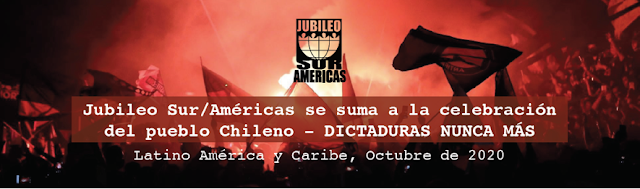 JUBILEO
SUR
AMERICAS
Jubileo Sur/Américas se suma a la celebración
del pueblo Chileno – DICTADURAS NUNCA MÁS
Latino América y Caribe, Octubre de 2020